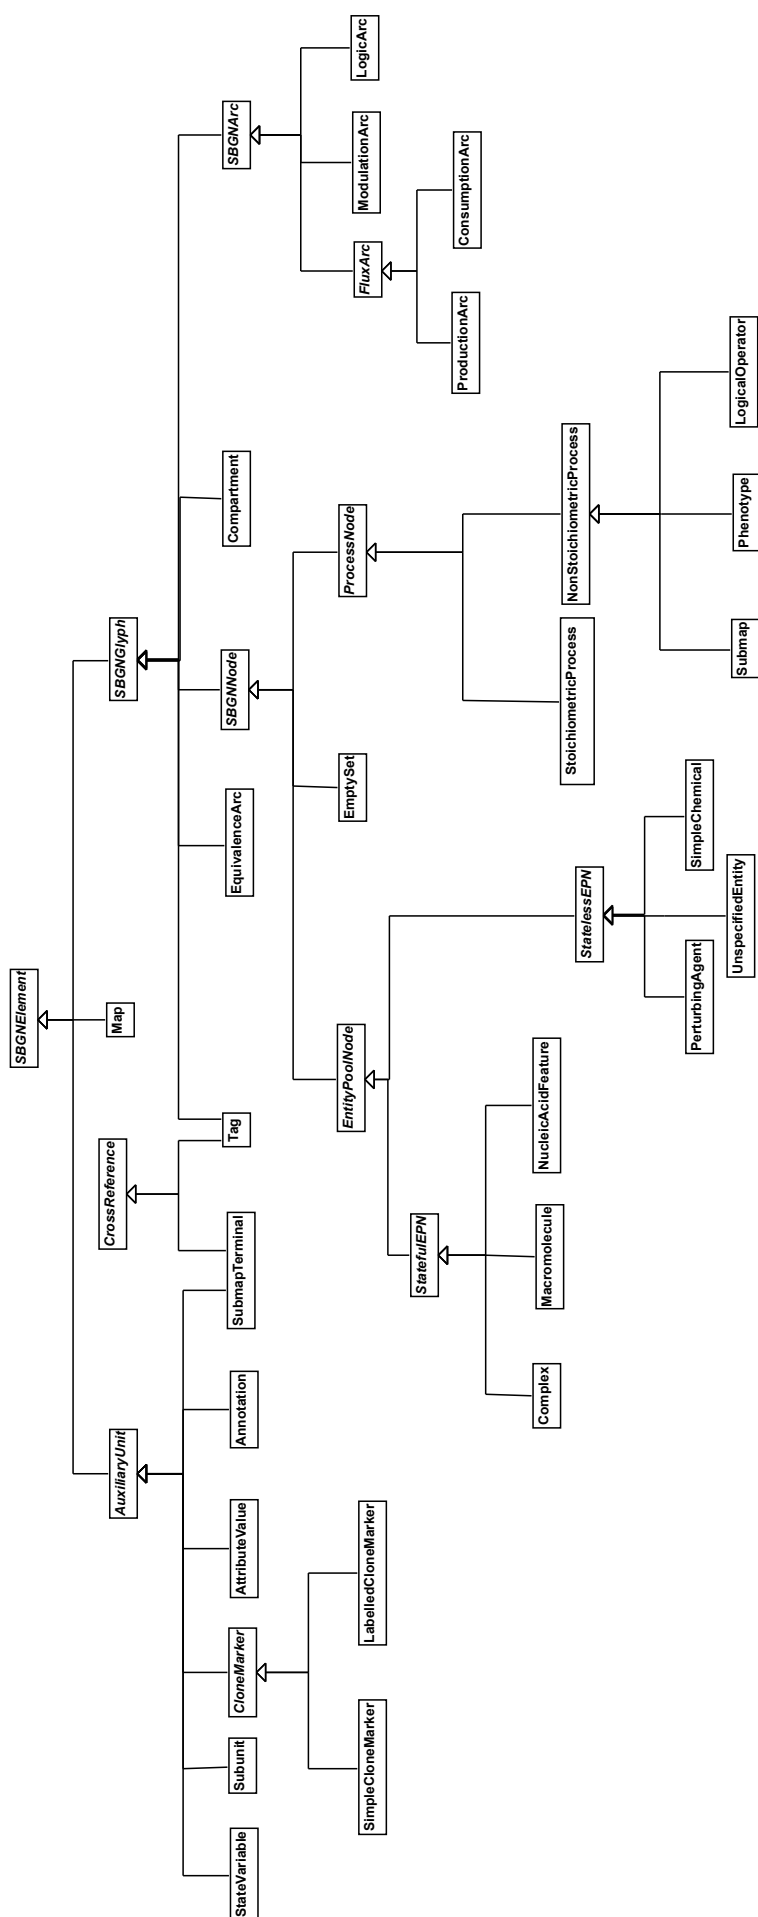 SBGNElement
AuxiliaryUnit
CrossReference
Map
SBGNGlyph
StateVariable
Subunit
CloneMarker
AttributeValue
Annotation
SubmapTerminal
Tag
EquivalenceArc
SBGNNode
Compartment
SBGNArc
SimpleCloneMarker
LabelledCloneMarker
EntityPoolNode
EmptySet
ProcessNode
FluxArc
ModulationArc
LogicArc
StatefulEPN
ProductionArc
ConsumptionArc
Complex
Macromolecule
NucleicAcidFeature
StatelessEPN
StoichiometricProcess
NonStoichiometricProcess
PerturbingAgent
UnspecifiedEntity
SimpleChemical
Submap
Phenotype
LogicalOperator